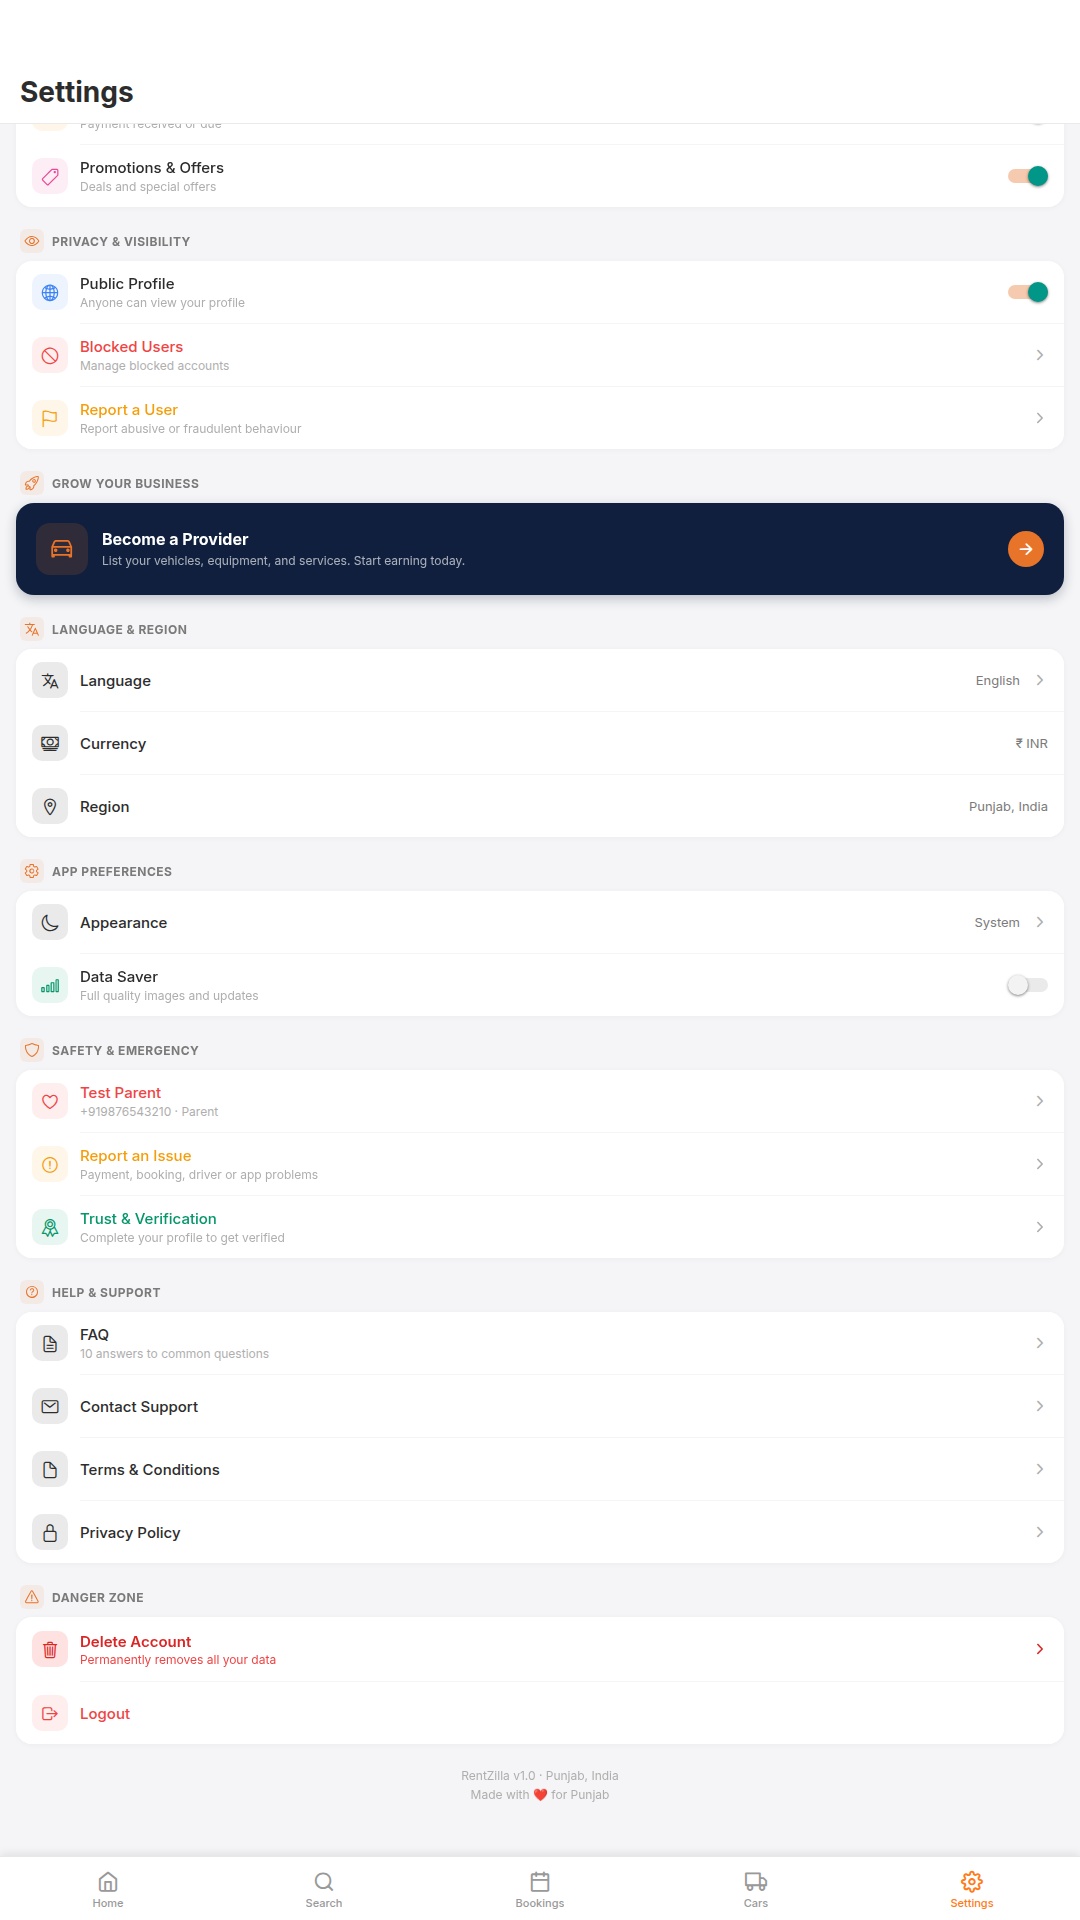 Settings
Payment received or due
Promotions & Offers
Deals and special offers
PRIVACY & VISIBILITY
Public Profile
Anyone can view your profile
Blocked Users
Manage blocked accounts
Report a User
Report abusive or fraudulent behaviour
GROW YOUR BUSINESS
Become a Provider
List your vehicles, equipment, and services. Start earning today.
LANGUAGE & REGION
Language
English
Currency
₹ INR
Region
Punjab, India
APP PREFERENCES
Appearance
System
Data Saver
Full quality images and updates
SAFETY & EMERGENCY
Test Parent
+919876543210 · Parent
Report an Issue
Payment, booking, driver or app problems
Trust & Verification
Complete your profile to get verified
HELP & SUPPORT
FAQ
10 answers to common questions
Contact Support
Terms & Conditions
Privacy Policy
DANGER ZONE
Delete Account
Permanently removes all your data
Logout
RentZilla v1.0 · Punjab, India
Made with ❤️ for Punjab
Home
Search
Bookings
Cars
Settings